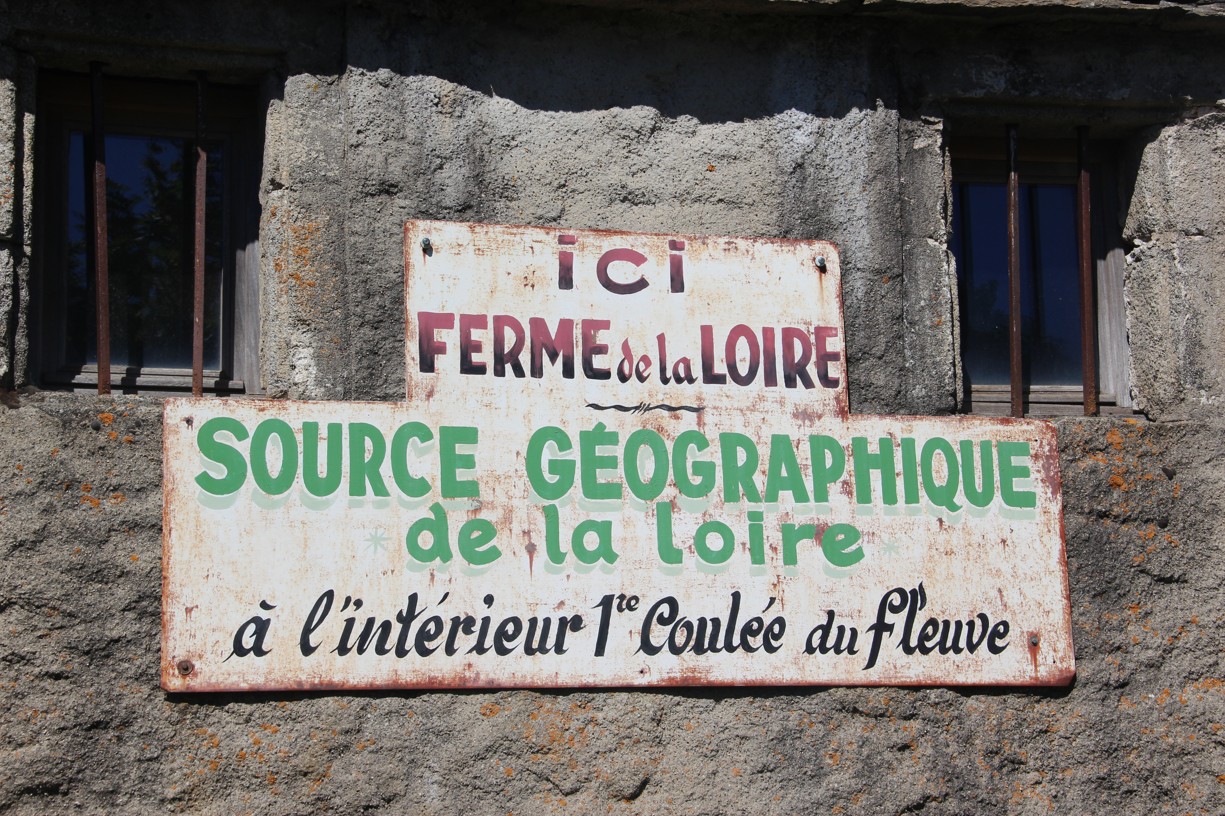 ici
FERME de la LOIRE
SOURCE GÉOGRAPHIQUE
de la loire
à l'intérieur 1re Coulée du fleuve